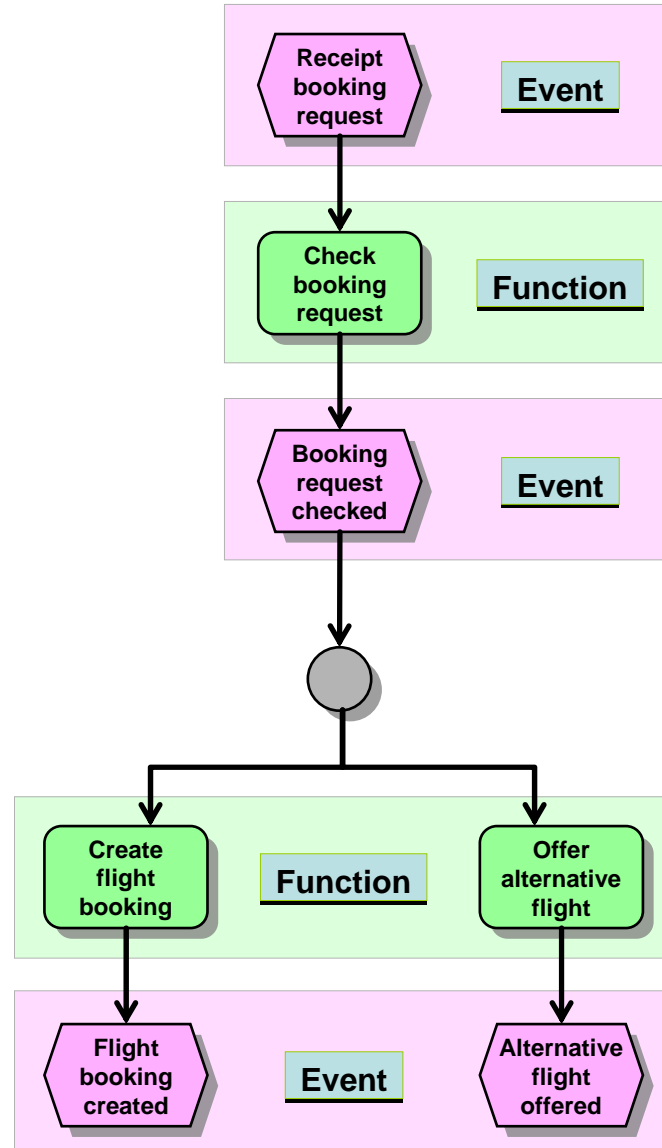 Receipt
booking
request
Event
Check
booking
request
Function
Booking
request
checked
Event
Create
flight
booking
Function
Offer
alternative
flight
Flight
booking
created
Event
Alternative
flight
offered